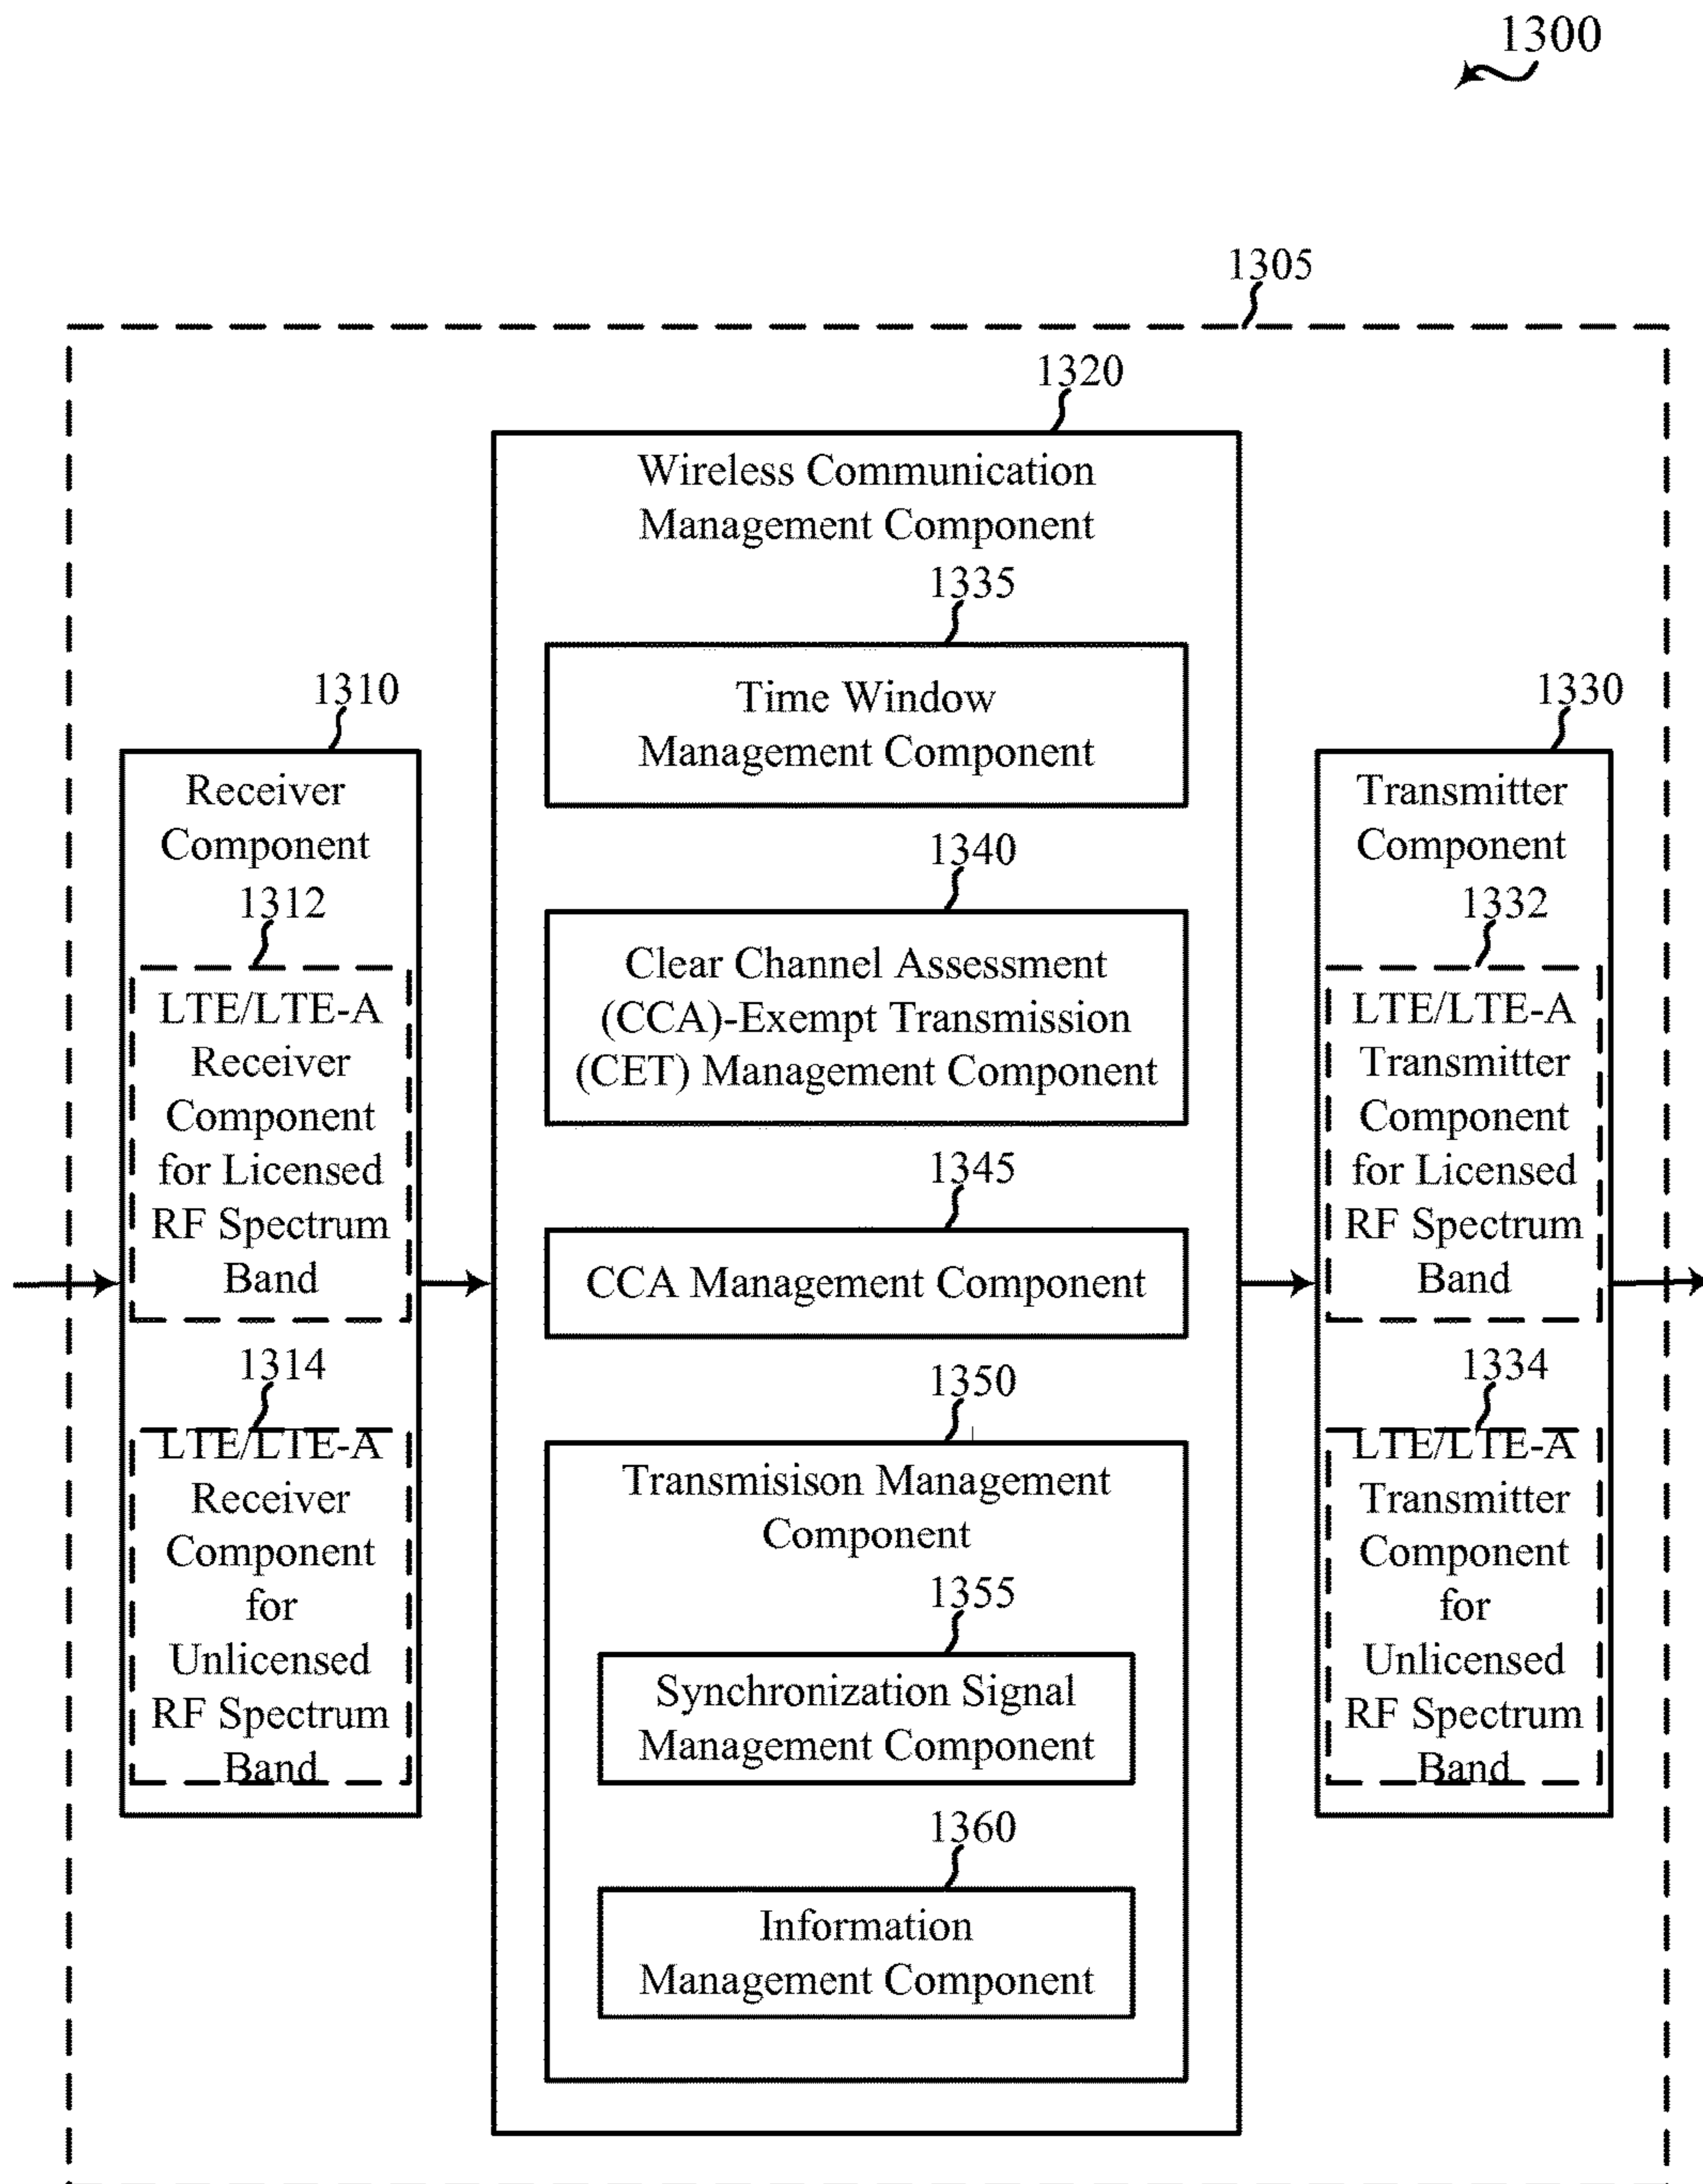 1300
1305
1320
Wireless Communication
Management Component
1335
Time Window
Management Component
1340
Clear Channel Assessment
(CCA)-Exempt Transmission
(CET) Management Component
1345
CCA Management Component
1350
Transmisison Management
Component
1355
Synchronization Signal
Management Component
1360
Information
Management Component
1310
Receiver
Component
1312
LTE/LTE-A
Receiver
Component
for Licensed
RF Spectrum
Band
1314
LTE/LTE-A
Receiver
Component
for
Unlicensed
RF Spectrum
Band
1330
Transmitter
Component
1332
LTE/LTE-A
Transmitter
Component
for Licensed
RF Spectrum
Band
1334
LTE/LTE-A
Transmitter
Component
for
Unlicensed
RF Spectrum
Band